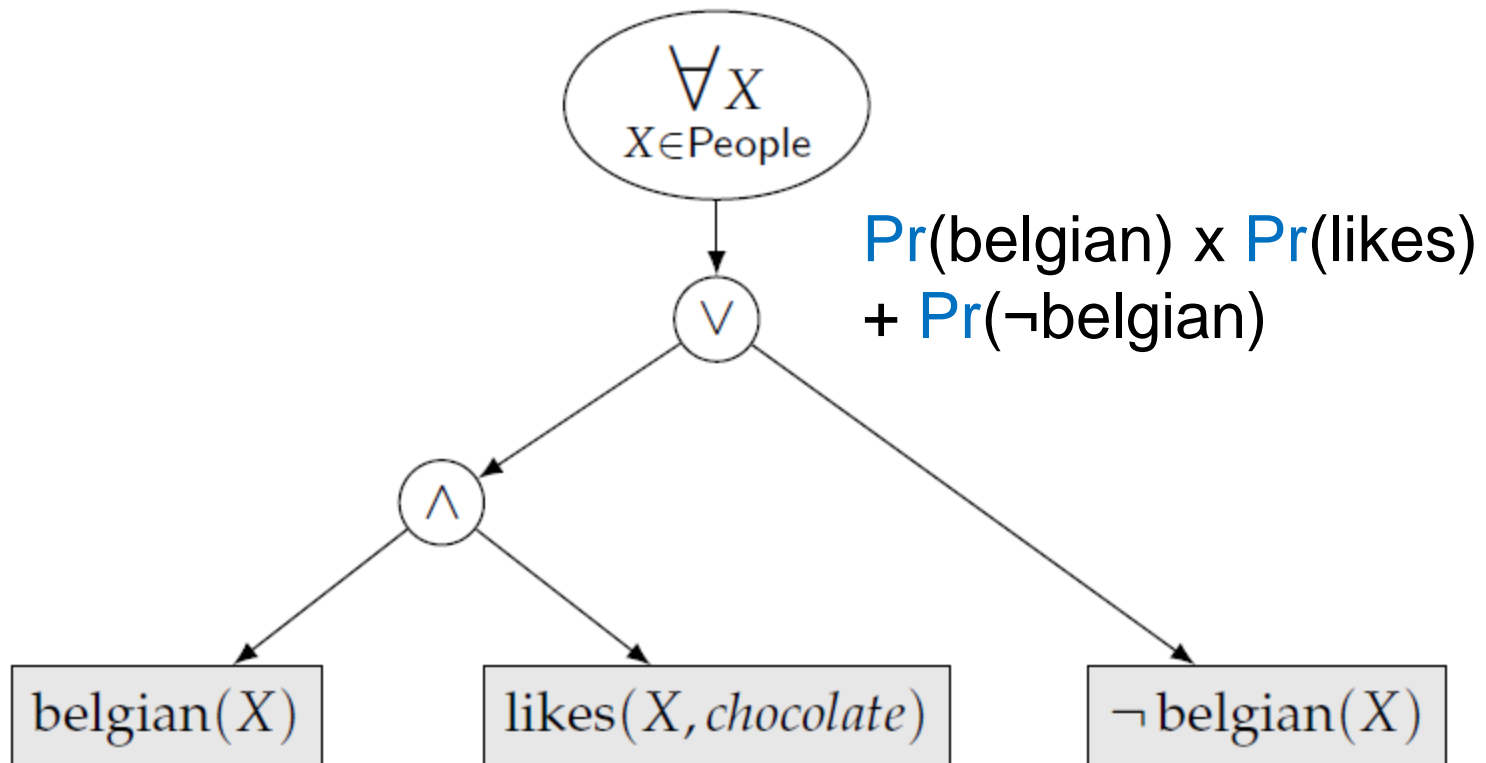 ∀X
X∈People
Pr(belgian) x Pr(likes)
+ Pr(¬belgian)
∨
∧
belgian(X)
likes(X, chocolate)
¬ belgian(X)